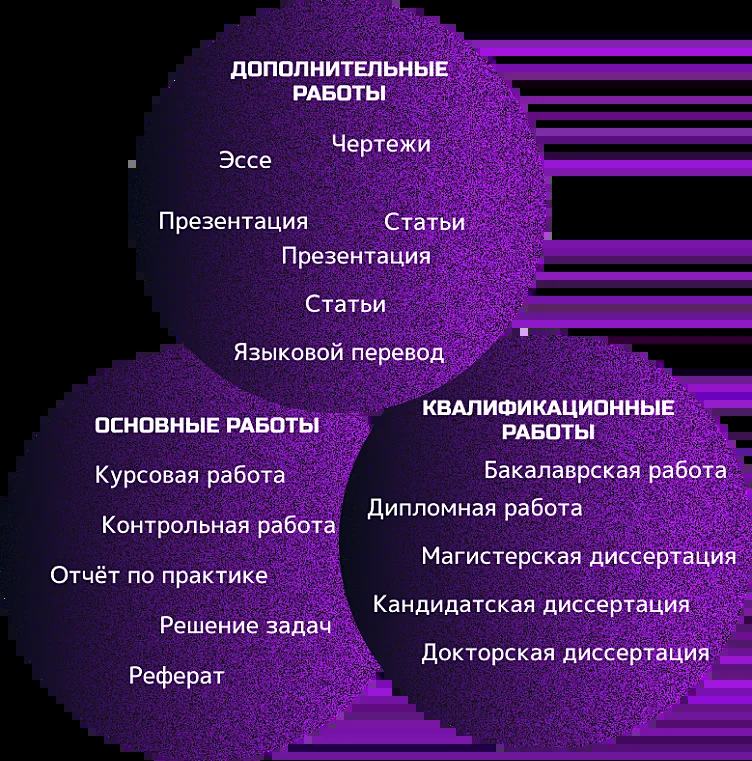 ДОПОЛНИТЕЛЬНЫЕ
РАБОТЫ
Чертежи
Эссе
Презентация
Статьи
Презентация
Статьи
Языковой перевод
ОСНОВНЫЕ РАБОТЫ
Курсовая работа
Контрольная работа
Отчёт по практике
Решение задач
Реферат
КВАЛИФИКАЦИОННЫЕ
РАБОТЫ
Бакалаврская работа
Дипломная работа
Магистерская диссертация
Кандидатская диссертация
Докторская диссертация